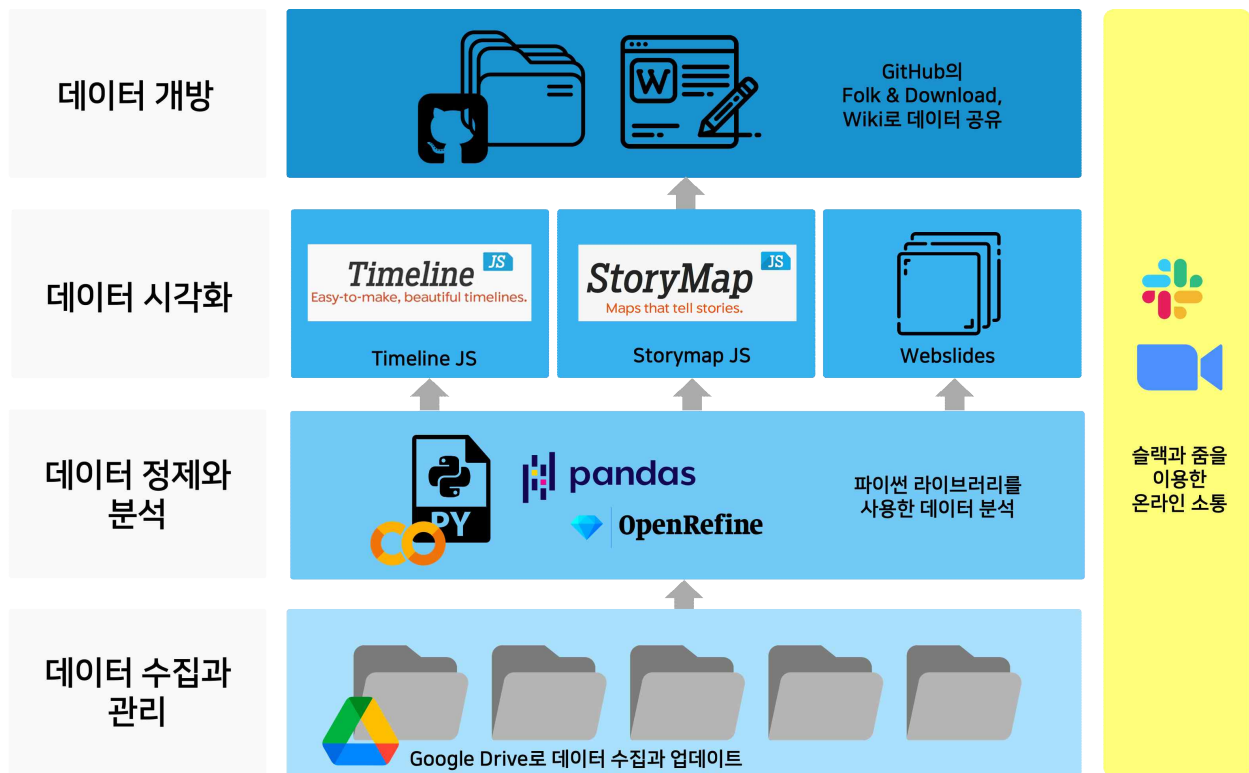 데이터 개방
W
GitHub의
Folk & Download,
Wiki로 데이터 공유
데이터 시각화
Timeline JS
Easy-to-make, beautiful timelines.
Timeline JS
StoryMap JS
Maps that tell stories.
Storymap JS
Webslides
데이터 정제와
분석
PY
pandas
OpenRefine
파이썬 라이브러리를
사용한 데이터 분석
데이터 수집과
관리
Google Drive로 데이터 수집과 업데이트
슬랙과 줌을
이용한
온라인 소통